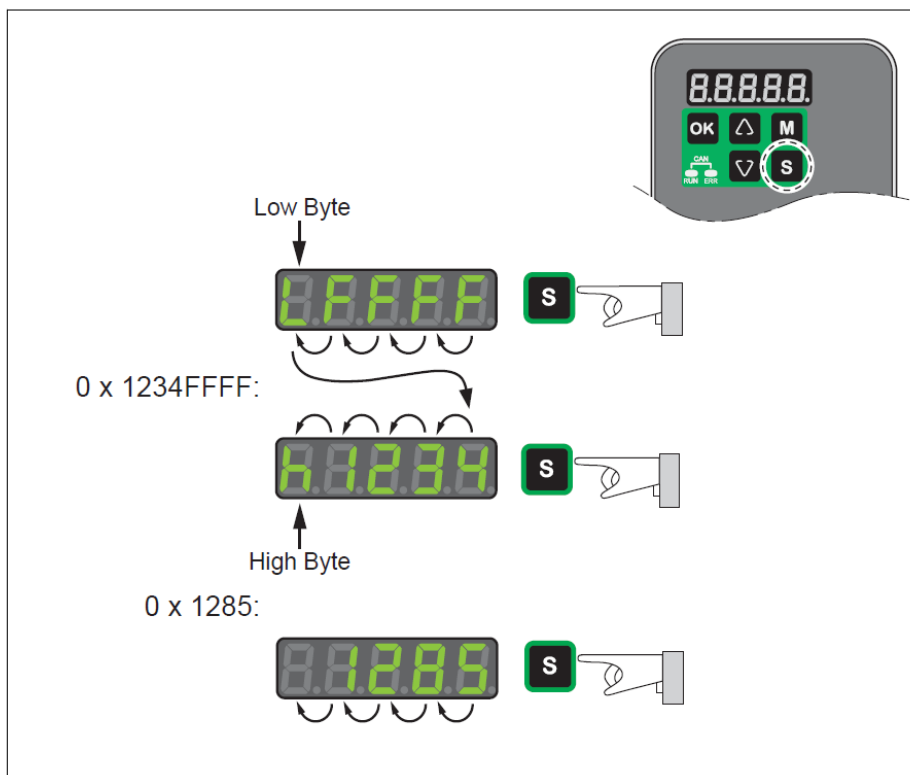 8.8.8.8.8.
OK
M
CAN
RUN ERR
S
Low Byte
LFFFF
S
0 x 1234FFFF:
h1234
S
High Byte
0 x 1285:
1285
S